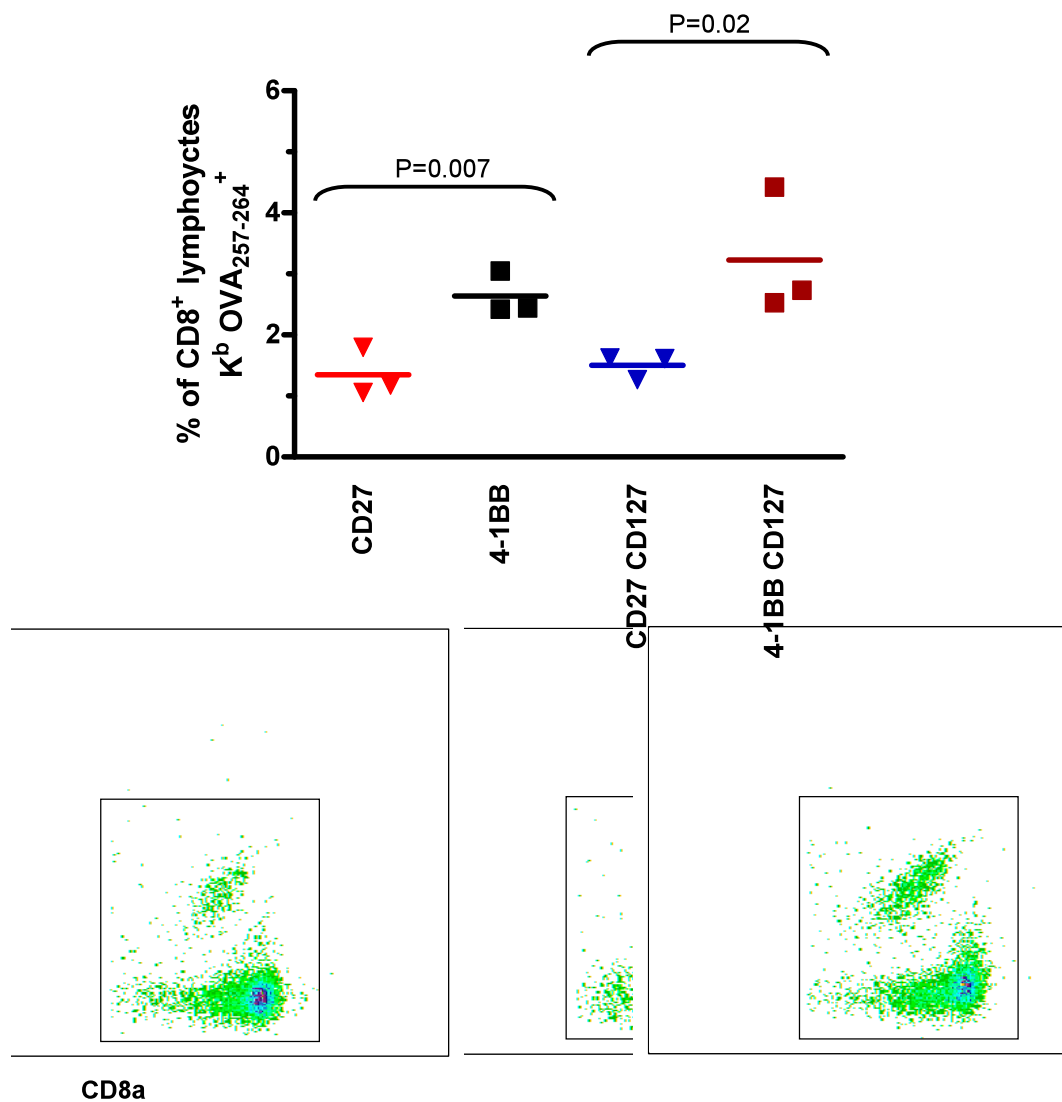 P=0.02
P=0.007
% of CD8⁺ lymphoyctes
Kᵇ OVA₂₅₇₋₂₆₄⁺
6
4
2
0
CD27
4-1BB
CD27 CD127
4-1BB CD127
CD8a